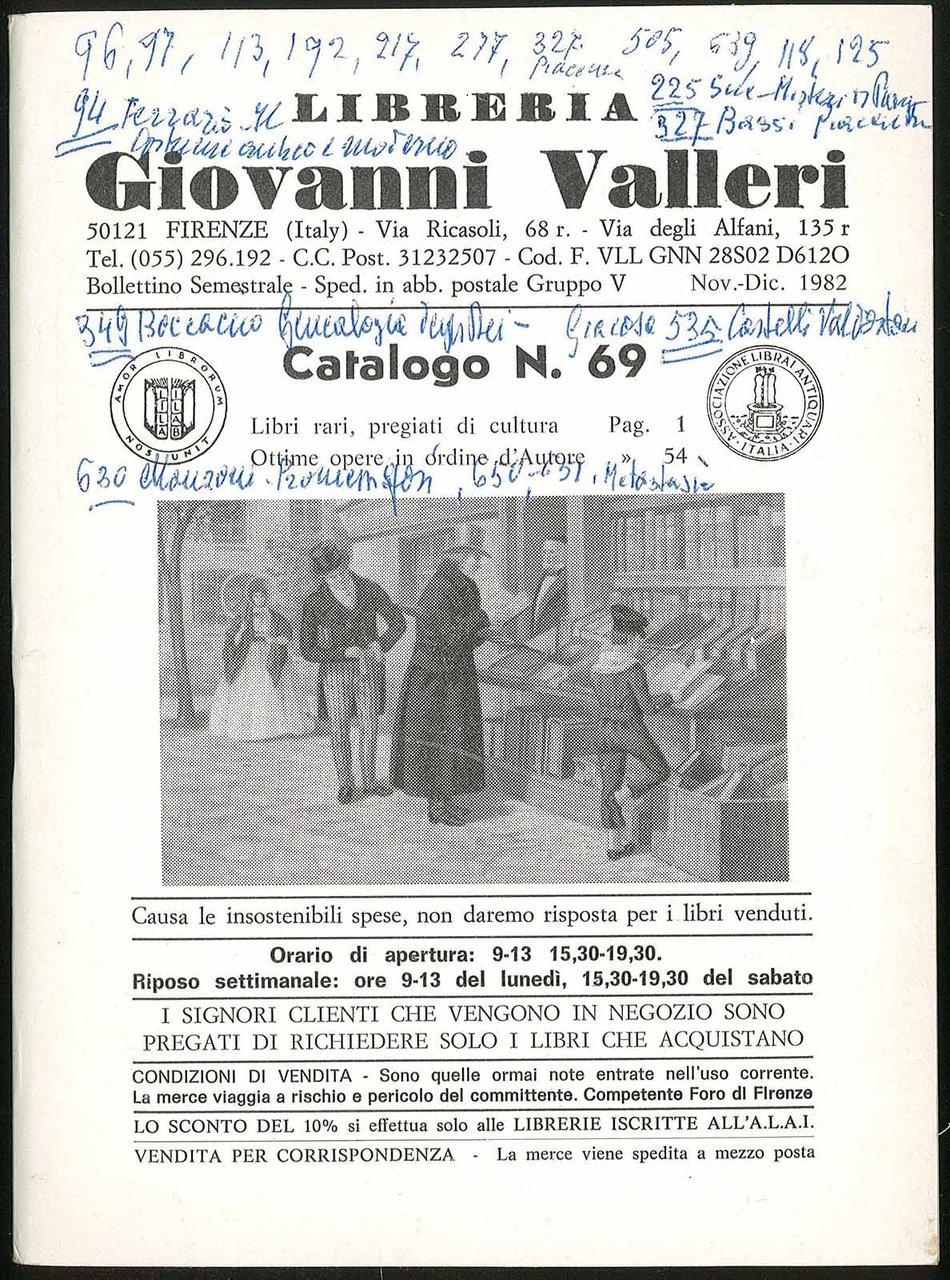 96, 97, 113, 192, 217, 277, 327, 505, 539, 118, 125
Piacenza
94 Ferrario Il
Costume antico e moderno
225
327 Bassi Piacentin
LIBRERIA
Giovanni Valleri
50121 FIRENZE (Italy) - Via Ricasoli, 68 r. - Via degli Alfani, 135 r
Tel. (055) 296.192 - C.C. Post. 31232507 - Cod. F. VLL GNN 28S02 D612O
Bollettino Semestrale - Sped. in abb. postale Gruppo V Nov.-Dic. 1982
349 Boccaccio Genealogia degli Dei - Giacosa 535 Castelli Valdostani
Catalogo N. 69
AMOR LIBRORUM NOS UNIT
LILA ILAB
ASSOCIAZIONE LIBRAI ANTIQUARI · ITALIA ·
Libri rari, pregiati di cultura Pag. 1
Ottime opere in ordine d'Autore » 54
630 Manzoni - Promessi Sposi, 650-651, Metastasio
Causa le insostenibili spese, non daremo risposta per i libri venduti.
Orario di apertura: 9-13 15,30-19,30.
Riposo settimanale: ore 9-13 del lunedì, 15,30-19,30 del sabato
I SIGNORI CLIENTI CHE VENGONO IN NEGOZIO SONO
PREGATI DI RICHIEDERE SOLO I LIBRI CHE ACQUISTANO
CONDIZIONI DI VENDITA - Sono quelle ormai note entrate nell'uso corrente.
La merce viaggia a rischio e pericolo del committente. Competente Foro di Firenze
LO SCONTO DEL 10% si effettua solo alle LIBRERIE ISCRITTE ALL'A.L.A.I.
VENDITA PER CORRISPONDENZA - La merce viene spedita a mezzo posta